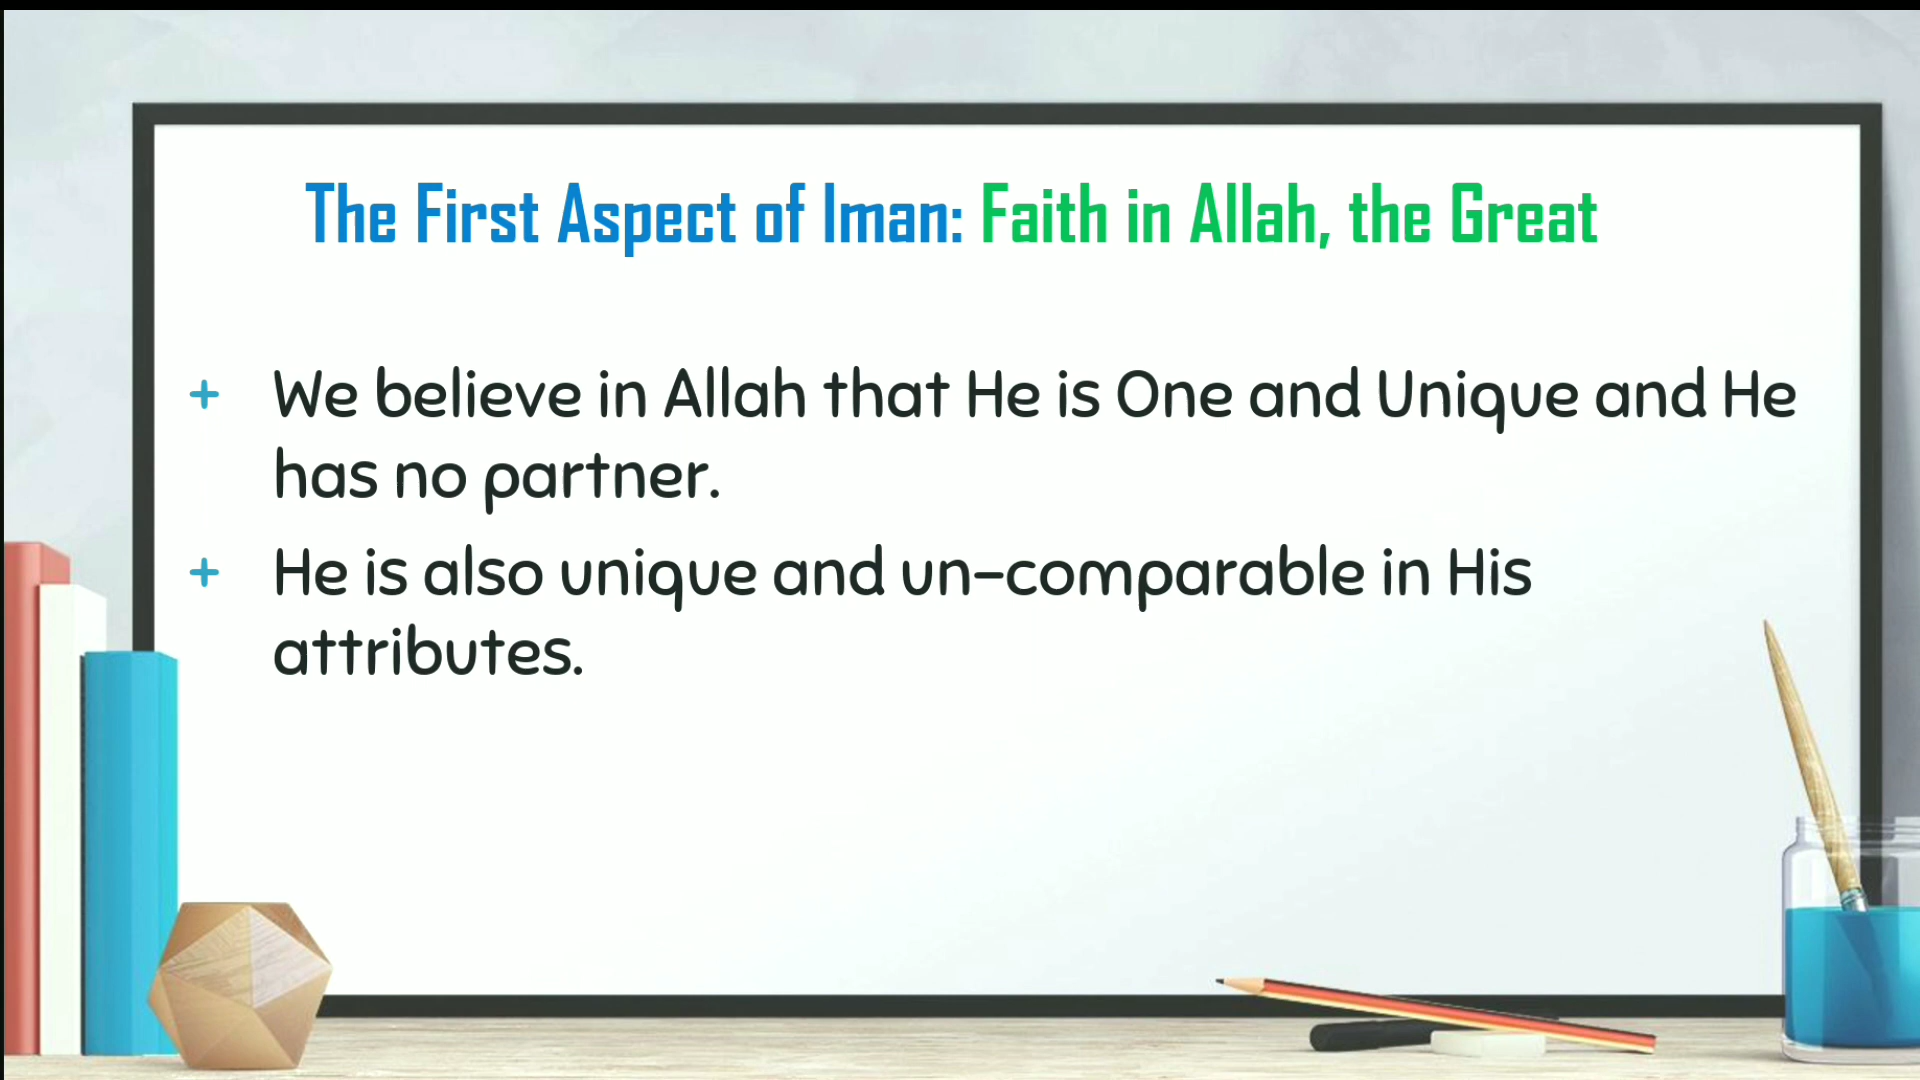 The First Aspect of Iman: Faith in Allah, the Great
+ We believe in Allah that He is One and Unique and He
has no partner.
+ He is also unique and un-comparable in His
attributes.